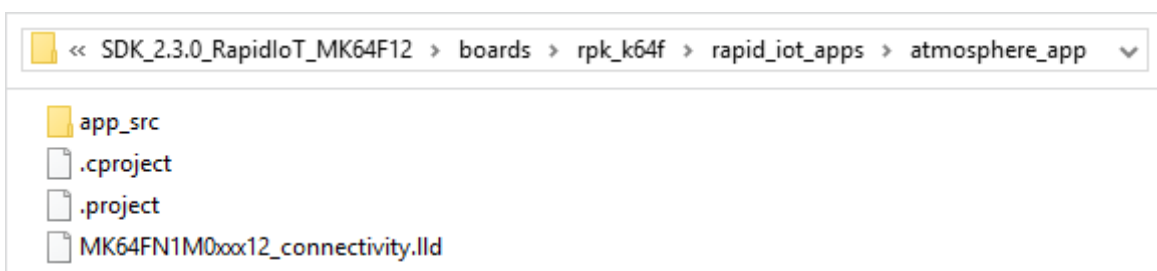 « SDK_2.3.0_RapidIoT_MK64F12 > boards > rpk_k64f > rapid_iot_apps > atmosphere_app
app_src
.cproject
.project
MK64FN1M0xxx12_connectivity.lld